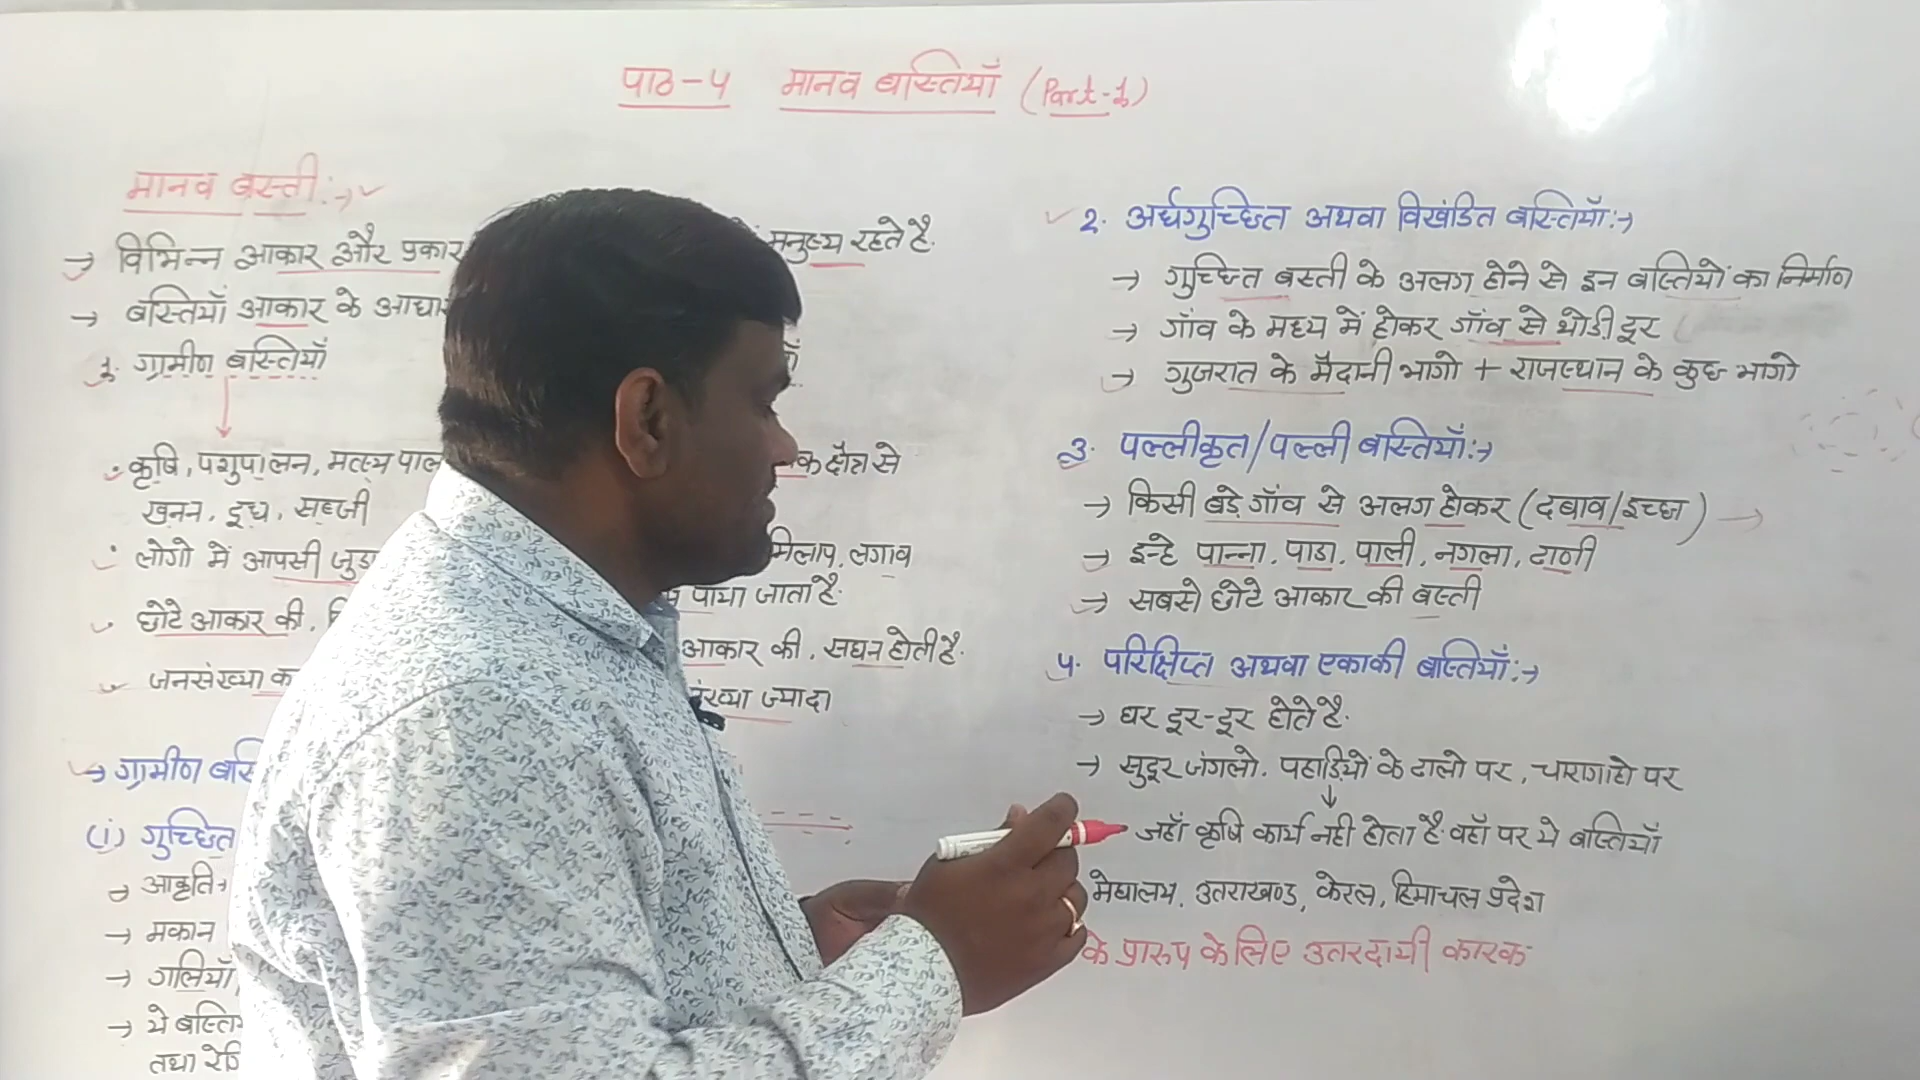 पाठ-4 मानव बस्तियाँ (Part-1)
मानव बस्ती:→
→ विभिन्न आकार और प्रकार
मनुष्य रहते है.
→ बस्तियाँ आकार के आधार
1. ग्रामीण बस्तियाँ
• कृषि, पशुपालन, मत्स्य पाल
खनन, दूध, सब्जी
क क्षेत्र से
• लोगो में आपसी जुड़ा
मिलाप, लगाव
पाया जाता है.
छोटे आकार की,
आकार की, सघन होती है.
जनसंख्या क
ख्या ज्यादा
→ ग्रामीण बस्
(i) गुच्छित
→ आकृति→
→ मकान
→ गलियाँ
→ ये बस्तिय
तथा रेि
2. अर्धगुच्छित अथवा विखंडित बस्तियाँ:→
→ गुच्छित बस्ती के अलग होने से इन बस्तियों का निर्माण
→ गाँव के मध्य में होकर गाँव से थोडी दूर
→ गुजरात के मैदानी भागो + राजस्थान के कुछ भागो
3. पल्लीकृत/पल्ली बस्तियाँ:→
→ किसी बडे गाँव से अलग होकर (दबाव/इच्छा)
→ इन्हे पान्ना, पाडा, पाली, नगला, ढाणी
→ सबसे छोटे आकार की बस्ती
4. परिक्षिप्त अथवा एकाकी बस्तियाँ:→
→ घर दूर-दूर होते है.
→ सुदूर जंगलो, पहाडियों के ढालो पर, चारागाहो पर
↓
जहाँ कृषि कार्य नही होता है वहाँ पर ये बस्तियाँ
मेघालय, उतराखण्ड, केरल, हिमाचल प्रदेश
के प्रारुप के लिए उतरदायी कारक